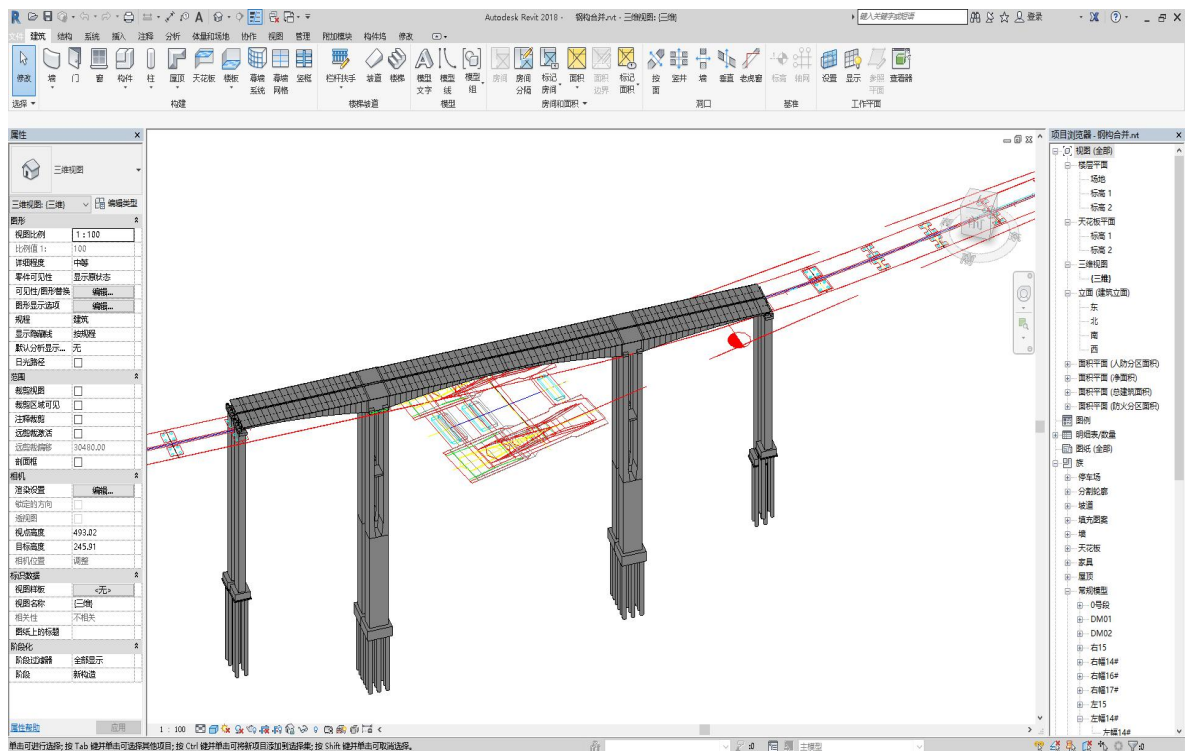 Autodesk Revit 2018 - 钢构合并.rvt - 三维视图: {三维}
键入关键字或短语
登录
文件 建筑 结构 系统 插入 注释 分析 体量和场地 协作 视图 管理 附加模块 构件坞 修改
修改 墙 门 窗 构件 柱 屋顶 天花板 楼板 幕墙系统 幕墙网格 竖梃 栏杆扶手 坡道 楼梯 模型文字 模型线 模型组 房间 房间分隔 标记房间 面积 面积边界 标记面积 按面 竖井 墙 垂直 老虎窗 标高 轴网 设置 显示 参照平面 查看器
选择 构建 楼梯坡道 模型 房间和面积 洞口 基准 工作平面
属性
三维视图
三维视图: {三维} 编辑类型
图形
视图比例 1 : 100
比例值 1: 100
详细程度 中等
零件可见性 显示原状态
可见性/图形替换 编辑...
图形显示选项 编辑...
规程 建筑
显示隐藏线 按规程
默认分析显示... 无
日光路径
范围
裁剪视图
裁剪区域可见
注释裁剪
远剪裁激活
远剪裁偏移 30480.00
剖面框
相机
渲染设置 编辑...
锁定的方向
透视图
视点高度 493.02
目标高度 245.91
相机位置 调整
标识数据
视图样板 <无>
视图名称 {三维}
相关性 不相关
图纸上的标题
阶段化
阶段过滤器 全部显示
阶段 新构造
属性帮助 应用
前
南
1 : 100
项目浏览器 - 钢构合并.rvt
视图 (全部)
楼层平面
场地
标高 1
标高 2
天花板平面
标高 1
标高 2
三维视图
{三维}
立面 (建筑立面)
东
北
南
西
面积平面 (人防分区面积)
面积平面 (净面积)
面积平面 (总建筑面积)
面积平面 (防火分区面积)
图例
明细表/数量
图纸 (全部)
族
停车场
分割轮廓
坡道
填充图案
墙
天花板
家具
屋顶
常规模型
0号段
DM01
DM02
右15
右幅14#
右幅16#
右幅17#
左15
左幅14#
左幅14#
单击可进行选择; 按 Tab 键并单击可选择其他项目; 按 Ctrl 键并单击可将新项目添加到选择集; 按 Shift 键并单击可取消选择。
:0 主模型 :0